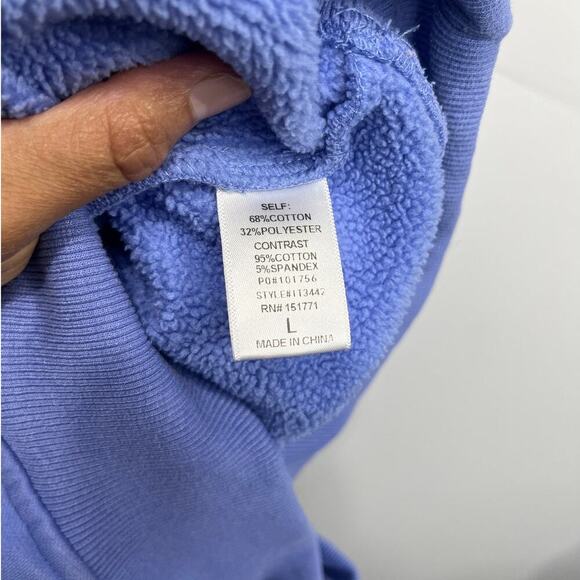 SELF:
68%COTTON
32%POLYESTER
CONTRAST
95%COTTON
5%SPANDEX
PO#101756
STYLE#IT3442
RN# 151771
L
MADE IN CHINA